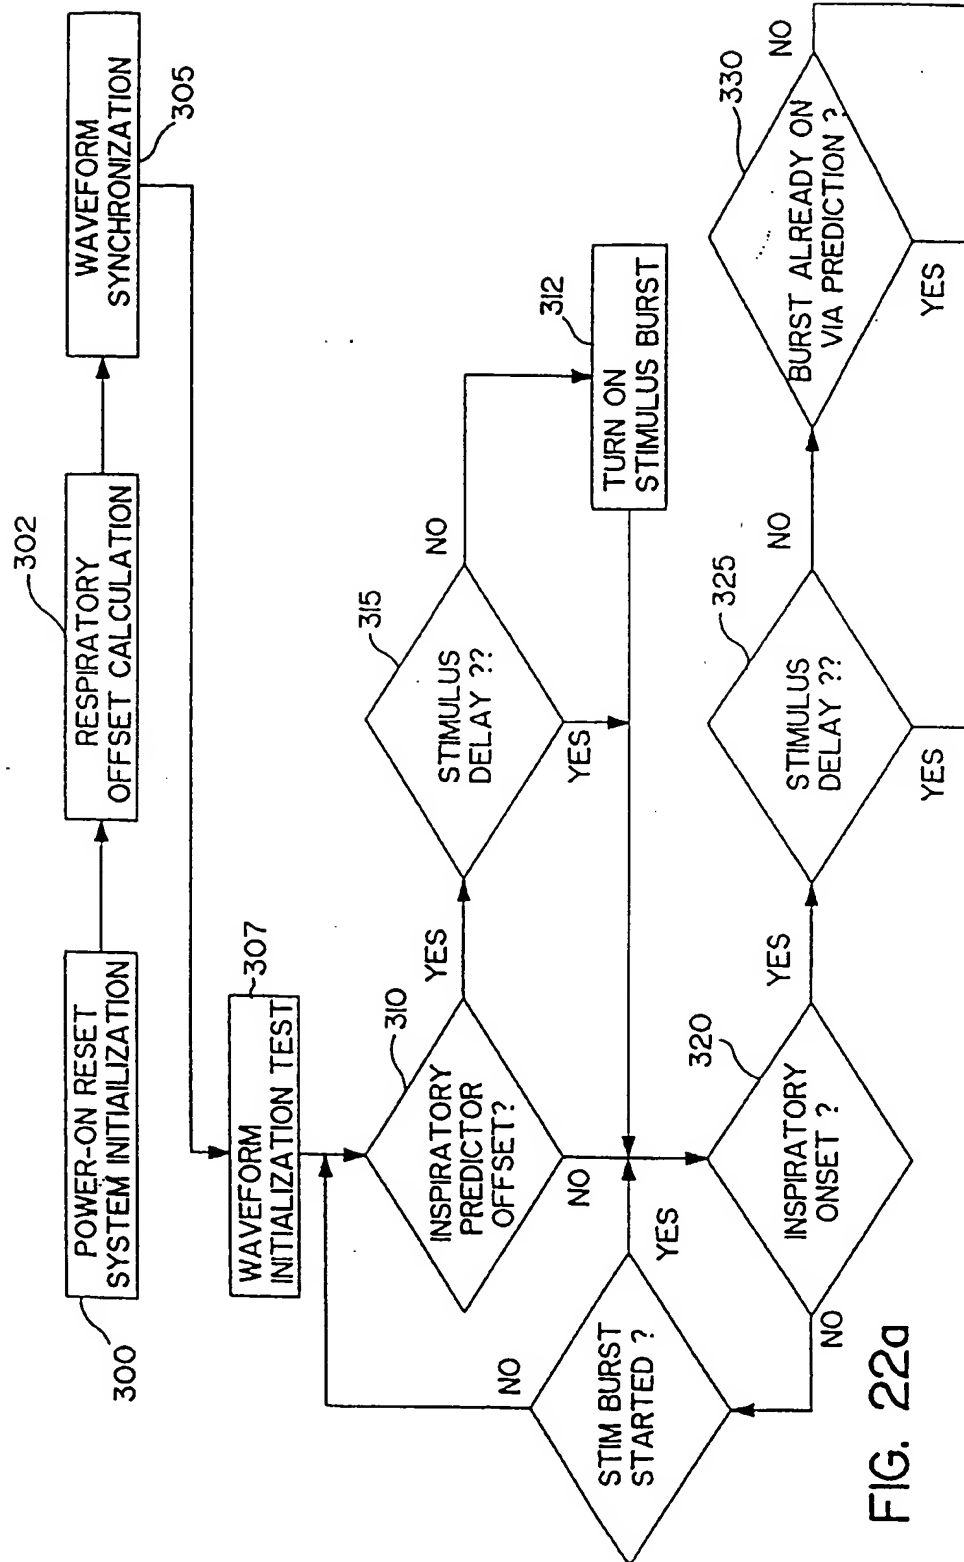 300
POWER-ON RESET
SYSTEM INITIAILIZATION
302
RESPIRATORY
OFFSET CALCULATION
305
WAVEFORM
SYNCHRONIZATION
307
WAVEFORM
INITIALIZATION TEST
310
INSPIRATORY
PREDICTOR
OFFSET?
YES
NO
315
STIMULUS
DELAY ??
NO
YES
312
TURN ON
STIMULUS BURST
STIM BURST
STARTED ?
NO
YES
320
INSPIRATORY
ONSET ?
NO
YES
325
STIMULUS
DELAY ??
NO
YES
330
BURST ALREADY ON
VIA PREDICTION ?
NO
YES
FIG. 22a